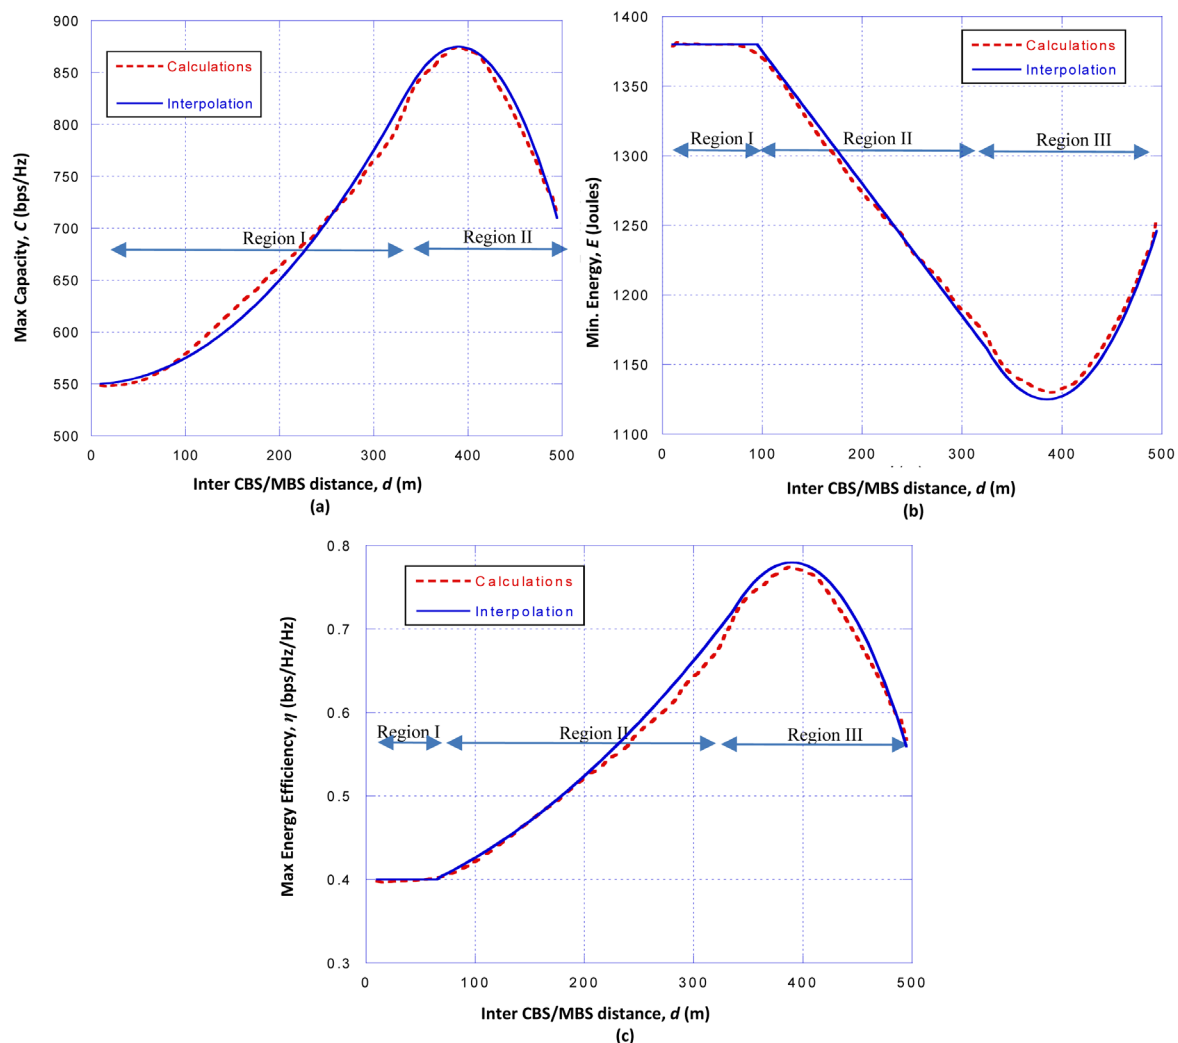 900
850
800
750
700
650
600
550
500
Max Capacity, C (bps/Hz)
Calculations
Interpolation
Region I
Region II
0 100 200 300 400 500
Inter CBS/MBS distance, d (m)
(a)
1400
1350
1300
1250
1200
1150
1100
Min. Energy, E (Joules)
Calculations
Interpolation
Region I
Region II
Region III
0 100 200 300 400 500
Inter CBS/MBS distance, d (m)
(b)
0.8
0.7
0.6
0.5
0.4
0.3
Max Energy Efficiency, η (bps/Hz/Hz)
Calculations
Interpolation
Region I
Region II
Region III
0 100 200 300 400 500
Inter CBS/MBS distance, d (m)
(c)